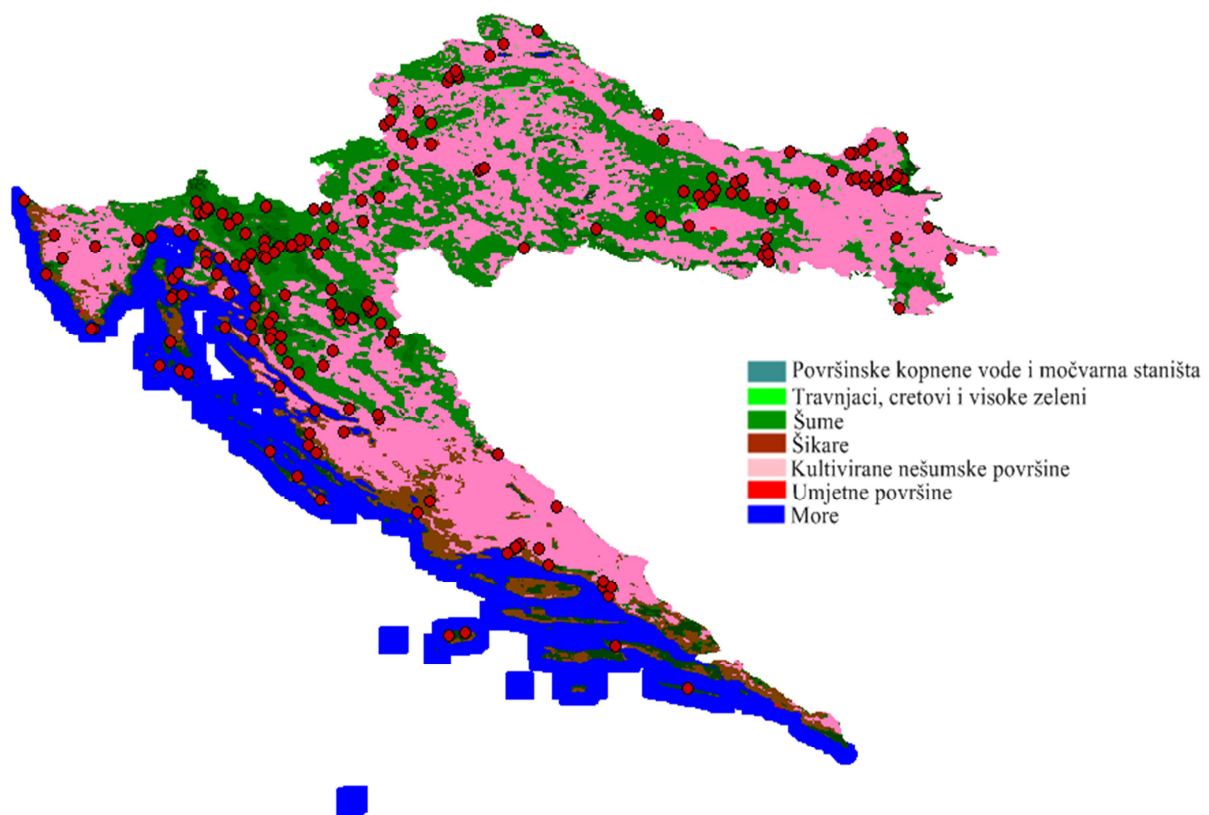 Površinske kopnene vode i močvarna staništa
Travnjaci, cretovi i visoke zeleni
Šume
Šikare
Kultivirane nešumske površine
Umjetne površine
More